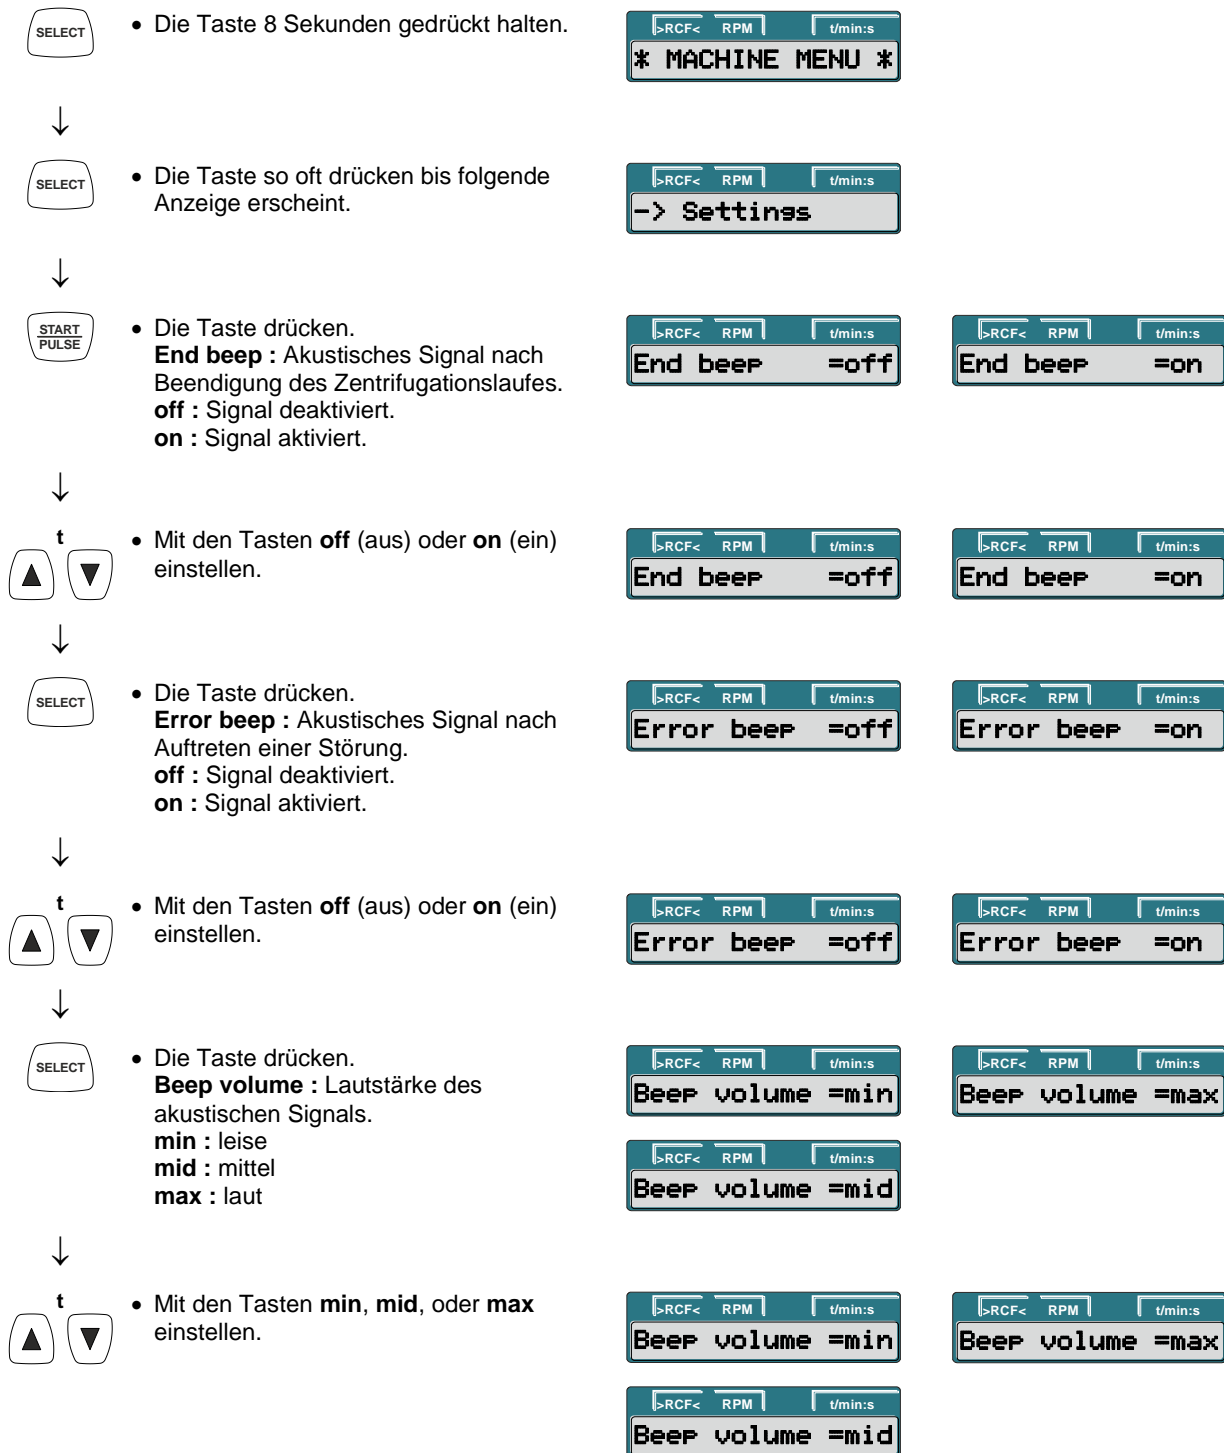 SELECT
• Die Taste 8 Sekunden gedrückt halten.
>RCF< RPM t/min:s
* MACHINE MENU *
↓
SELECT
• Die Taste so oft drücken bis folgende
Anzeige erscheint.
>RCF< RPM t/min:s
-> Settings
↓
START
PULSE
• Die Taste drücken.
End beep : Akustisches Signal nach
Beendigung des Zentrifugationslaufes.
off : Signal deaktiviert.
on : Signal aktiviert.
>RCF< RPM t/min:s
End beep =off
>RCF< RPM t/min:s
End beep =on
↓
t
▲ ▼
• Mit den Tasten off (aus) oder on (ein)
einstellen.
>RCF< RPM t/min:s
End beep =off
>RCF< RPM t/min:s
End beep =on
↓
SELECT
• Die Taste drücken.
Error beep : Akustisches Signal nach
Auftreten einer Störung.
off : Signal deaktiviert.
on : Signal aktiviert.
>RCF< RPM t/min:s
Error beep =off
>RCF< RPM t/min:s
Error beep =on
↓
t
▲ ▼
• Mit den Tasten off (aus) oder on (ein)
einstellen.
>RCF< RPM t/min:s
Error beep =off
>RCF< RPM t/min:s
Error beep =on
↓
SELECT
• Die Taste drücken.
Beep volume : Lautstärke des
akustischen Signals.
min : leise
mid : mittel
max : laut
>RCF< RPM t/min:s
Beep volume =min
>RCF< RPM t/min:s
Beep volume =max
>RCF< RPM t/min:s
Beep volume =mid
↓
t
▲ ▼
• Mit den Tasten min, mid, oder max
einstellen.
>RCF< RPM t/min:s
Beep volume =min
>RCF< RPM t/min:s
Beep volume =max
>RCF< RPM t/min:s
Beep volume =mid